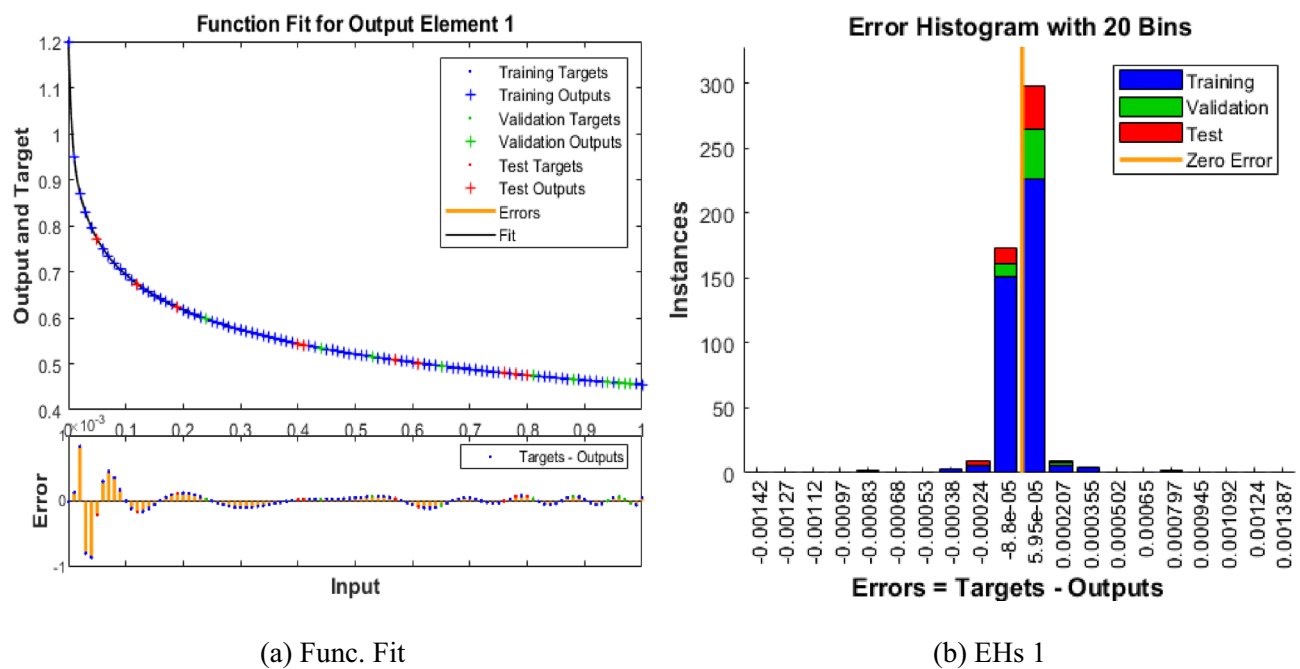 Function Fit for Output Element 1
Output and Target
1.2
1.1
1
0.9
0.8
0.7
0.6
0.5
0.4
Training Targets
Training Outputs
Validation Targets
Validation Outputs
Test Targets
Test Outputs
Errors
Fit
0 0.1 0.2 0.3 0.4 0.5 0.6 0.7 0.8 0.9 1
1 ×10-3
0
-1
Error
Targets - Outputs
Input
(a) Func. Fit
Error Histogram with 20 Bins
Instances
300
250
200
150
100
50
0
Training
Validation
Test
Zero Error
-0.00142
-0.00127
-0.00112
-0.00097
-0.00083
-0.00068
-0.00053
-0.00038
-0.00024
-8.8e-05
5.95e-05
0.000207
0.000355
0.000502
0.00065
0.000797
0.000945
0.001092
0.00124
0.001387
Errors = Targets - Outputs
(b) EHs 1